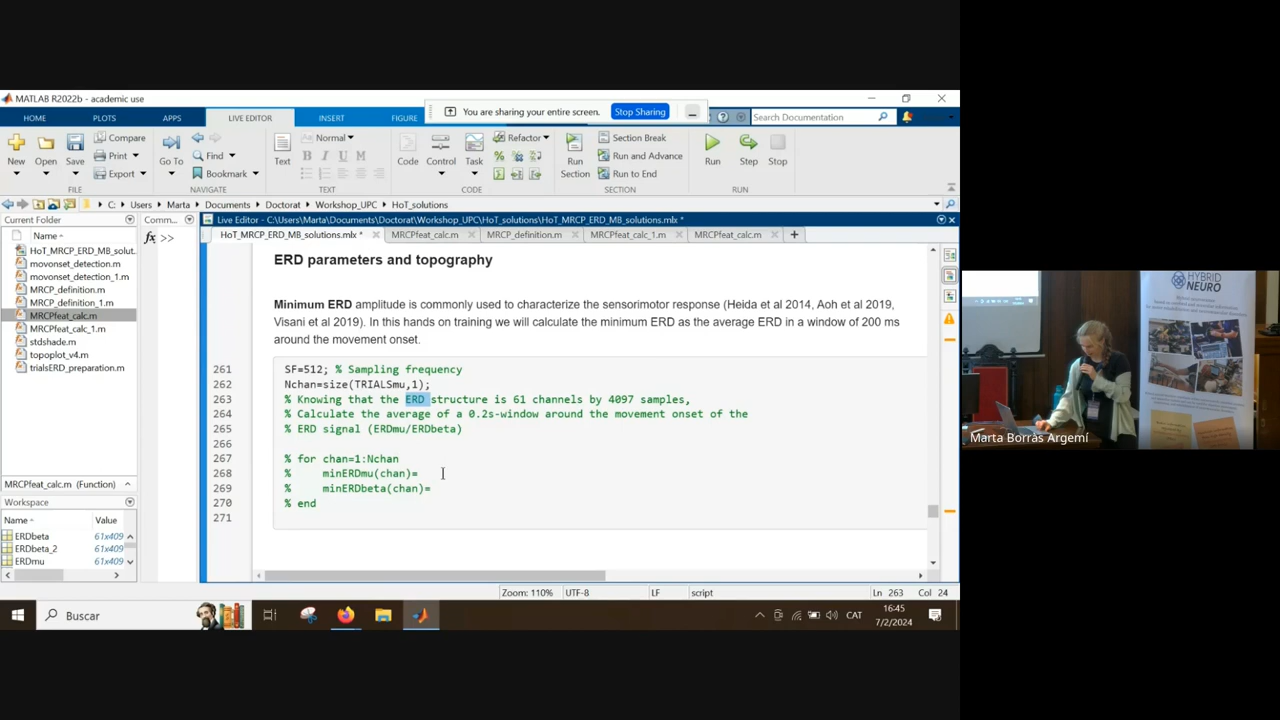 MATLAB R2022b - academic use
You are sharing your entire screen.
Stop Sharing
HOME
PLOTS
APPS
LIVE EDITOR
INSERT
FIGURE
Search Documentation
New
Open
Save
Compare
Print
Export
Go To
Find
Bookmark
Text
Normal
B I U M
Code
Control
Task
Refactor
Run
Section
Section Break
Run and Advance
Run to End
Run
Step
Stop
FILE
NAVIGATE
TEXT
CODE
SECTION
RUN
C: Users Marta Documents Doctorat Workshop_UPC HoT_solutions
Current Folder
Name
HoT_MRCP_ERD_MB_solut...
movonset_detection.m
movonset_detection_1.m
MRCP_definition.m
MRCP_definition_1.m
MRCPfeat_calc.m
MRCPfeat_calc_1.m
stdshade.m
topoplot_v4.m
trialsERD_preparation.m
MRCPfeat_calc.m (Function)
Workspace
Name Value
ERDbeta 61x409
ERDbeta_2 61x409
ERDmu 61x409
Comm...
fx >>
Live Editor - C:\Users\Marta\Documents\Doctorat\Workshop_UPC\HoT_solutions\HoT_MRCP_ERD_MB_solutions.mlx *
HoT_MRCP_ERD_MB_solutions.mlx *
MRCPfeat_calc.m
MRCP_definition.m
MRCPfeat_calc_1.m
MRCPfeat_calc.m
ERD parameters and topography
Minimum ERD amplitude is commonly used to characterize the sensorimotor response (Heida et al 2014, Aoh et al 2019,
Visani et al 2019). In this hands on training we will calculate the minimum ERD as the average ERD in a window of 200 ms
around the movement onset.
261 SF=512; % Sampling frequency
262 Nchan=size(TRIALSmu,1);
263 % Knowing that the ERD structure is 61 channels by 4097 samples,
264 % Calculate the average of a 0.2s-window around the movement onset of the
265 % ERD signal (ERDmu/ERDbeta)
266
267 % for chan=1:Nchan
268 % minERDmu(chan)=
269 % minERDbeta(chan)=
270 % end
271
Zoom: 110%
UTF-8
LF
script
Ln 263
Col 24
Buscar
CAT
16:45
7/2/2024
HYBRID
NEURO
Marta Borràs Argemí